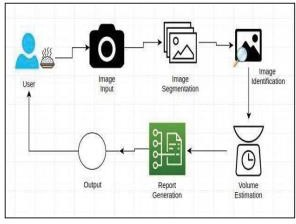 User
Image
Input
Image
Segmentation
Image
Identification
Volume
Estimation
Report
Generation
Output